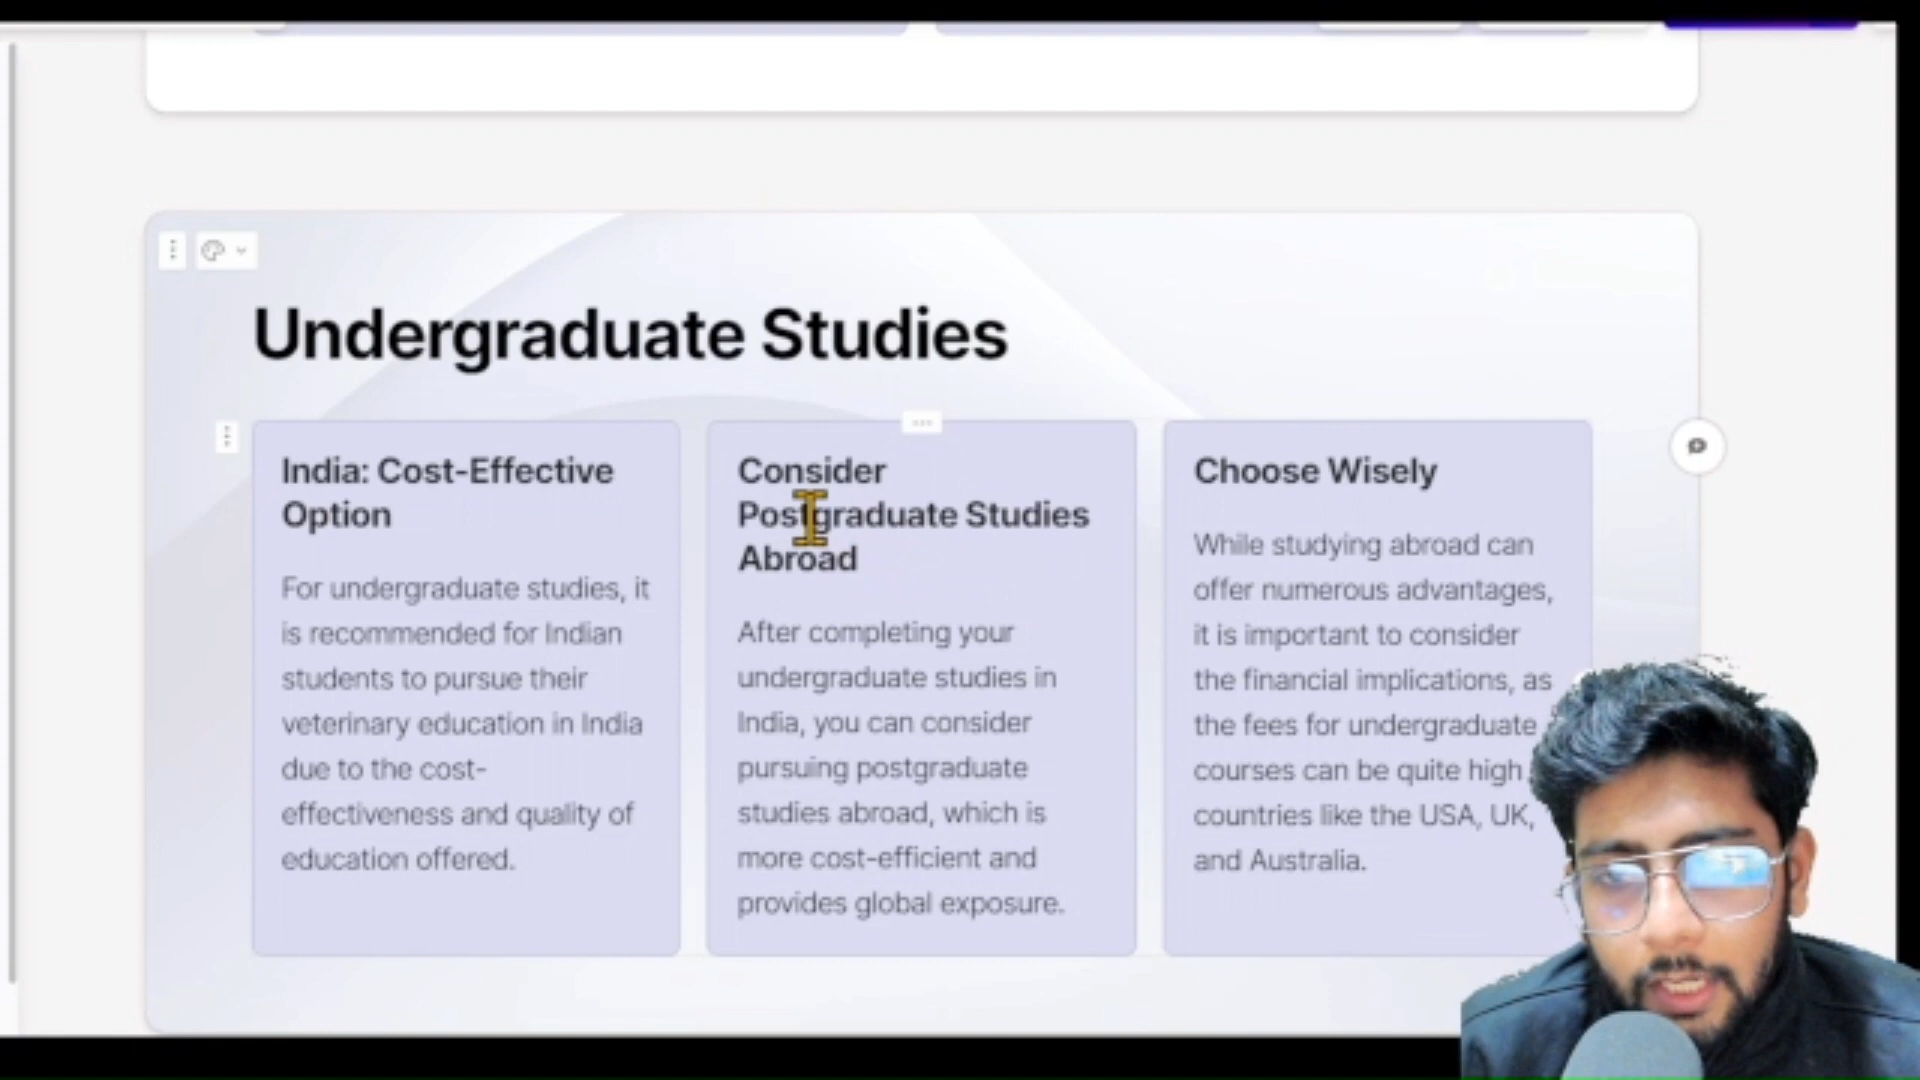 Undergraduate Studies
India: Cost-Effective
Option
For undergraduate studies, it
is recommended for Indian
students to pursue their
veterinary education in India
due to the cost-
effectiveness and quality of
education offered.
Consider
Postgraduate Studies
Abroad
After completing your
undergraduate studies in
India, you can consider
pursuing postgraduate
studies abroad, which is
more cost-efficient and
provides global exposure.
Choose Wisely
While studying abroad can
offer numerous advantages,
it is important to consider
the financial implications, as
the fees for undergraduate
courses can be quite high
countries like the USA, UK,
and Australia.